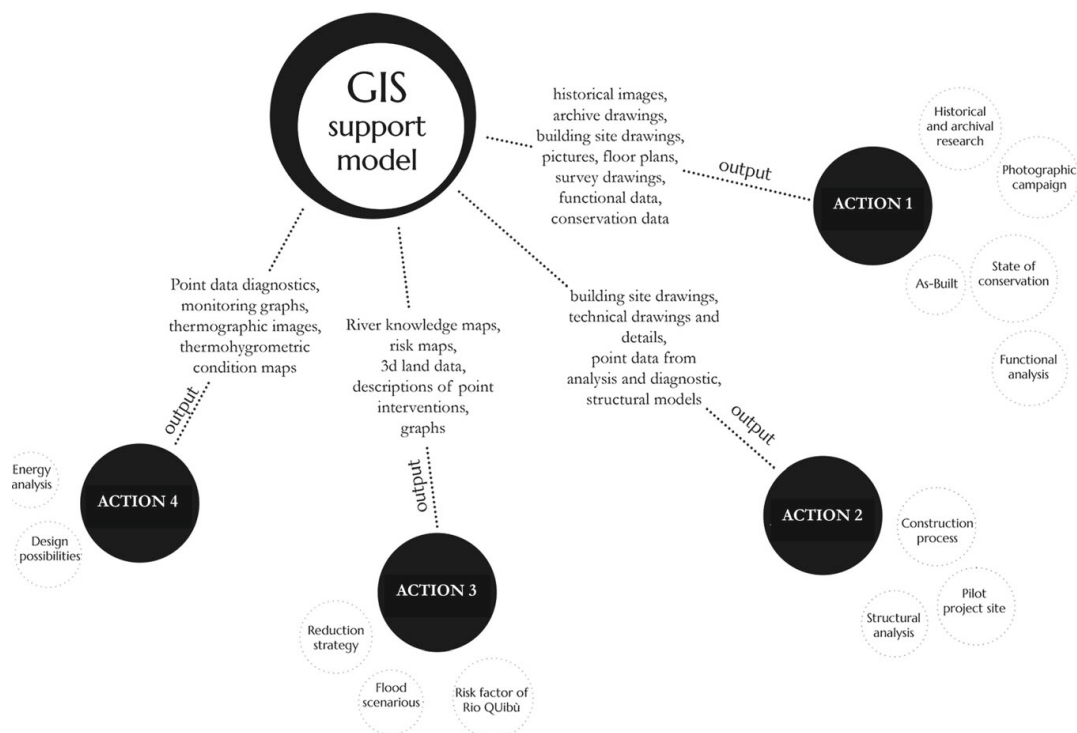 GIS
support
model
historical images,
archive drawings,
building site drawings,
pictures, floor plans,
survey drawings,
functional data,
conservation data
output
ACTION 1
Historical
and archival
research
Photographic
campaign
As-Built
State of
conservation
Functional
analysis
building site drawings,
technical drawings and
details,
point data from
analysis and diagnostic,
structural models
output
ACTION 2
Construction
process
Pilot
project site
Structural
analysis
River knowledge maps,
risk maps,
3d land data,
descriptions of point
interventions,
graphs
output
ACTION 3
Reduction
strategy
Flood
scenarious
Risk factor of
Rio QUibù
Point data diagnostics,
monitoring graphs,
thermographic images,
thermohygrometric
condition maps
output
ACTION 4
Energy
analysis
Design
possibilities